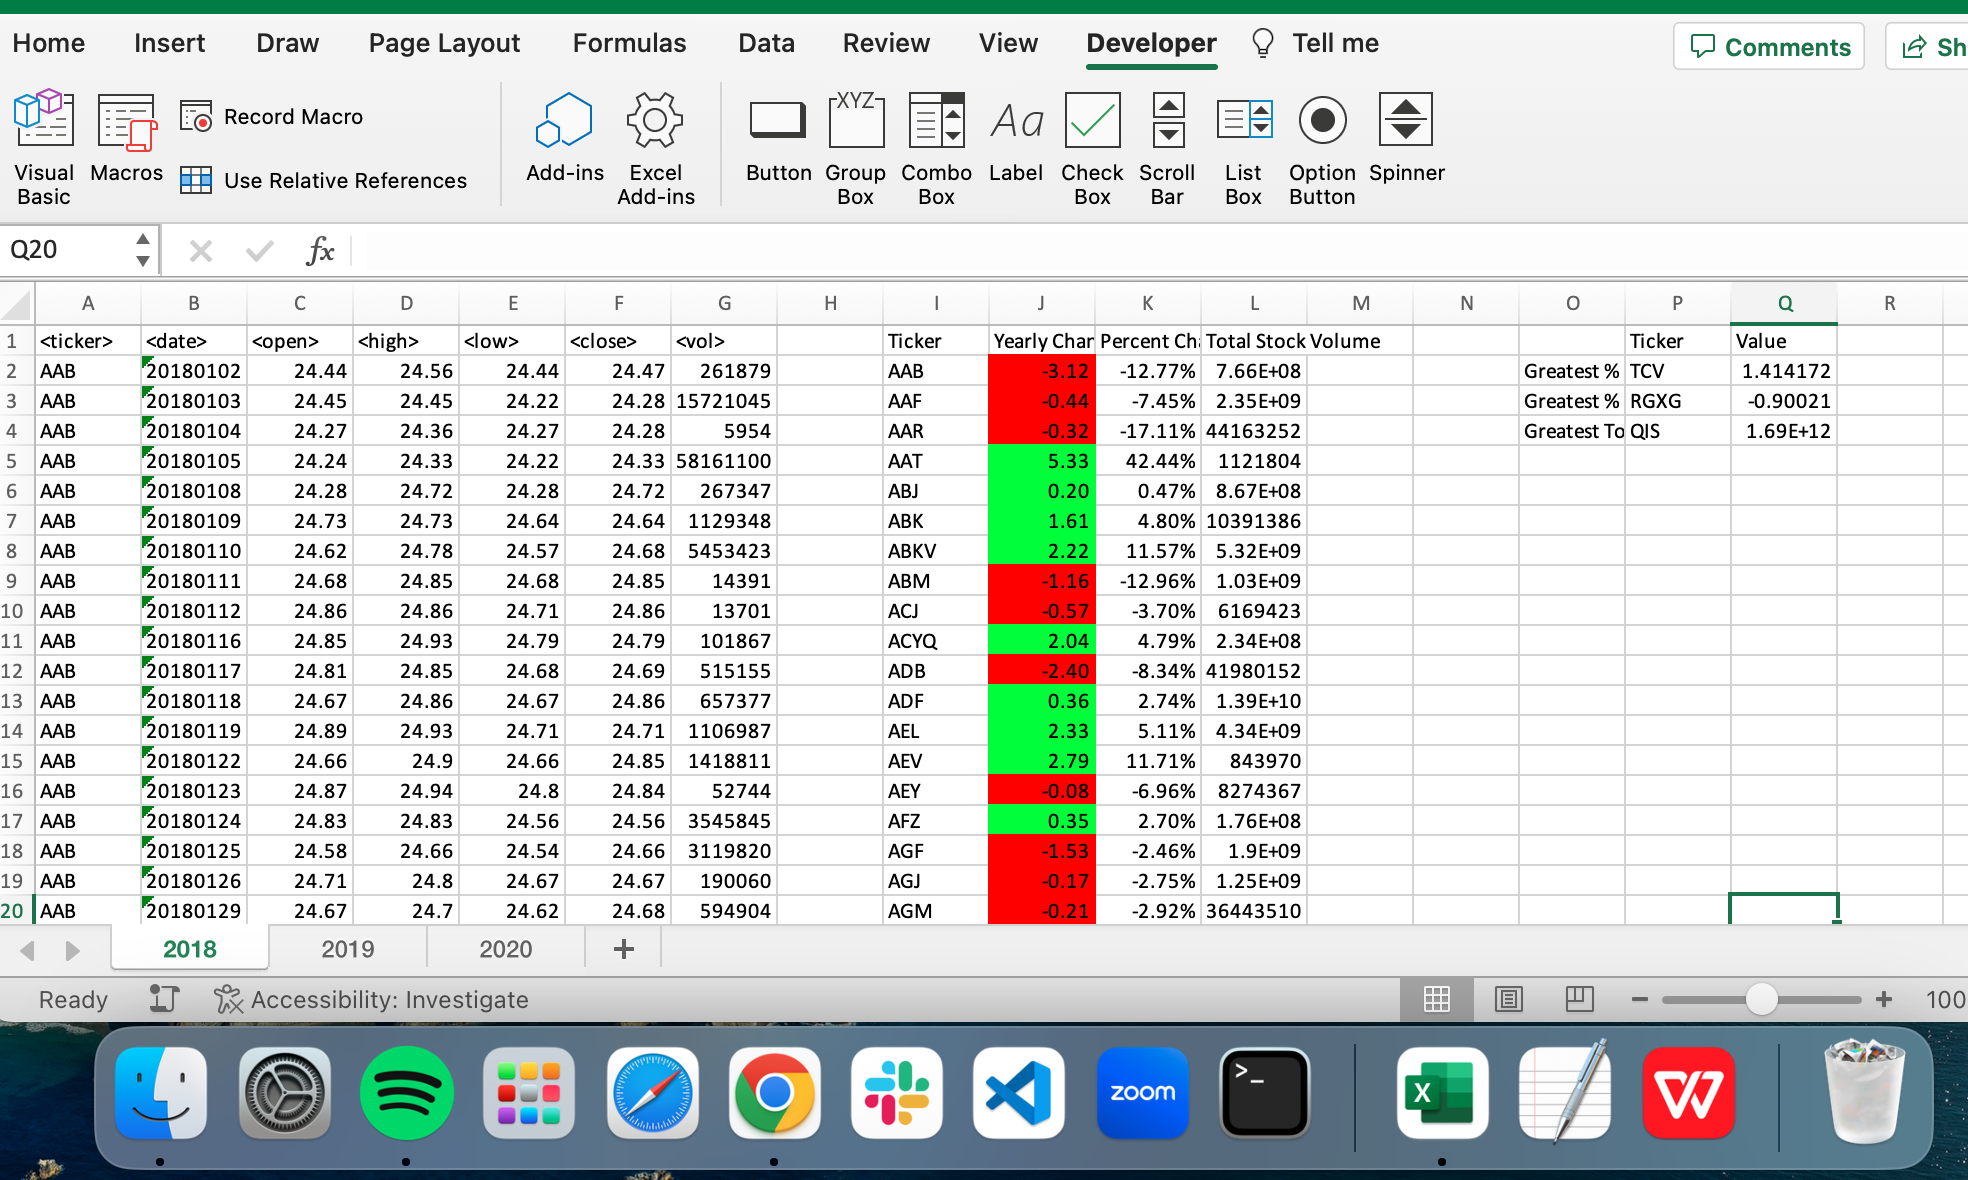 Home Insert Draw Page Layout Formulas Data Review View Developer Tell me Comments Sh
Visual Basic Macros Record Macro Use Relative References Add-ins Excel Add-ins Button XYZ Group Box Combo Box Aa Label Check Box Scroll Bar List Box Option Button Spinner
Q20 fx
A B C D E F G H I J K L M N O P Q R
1 <ticker> <date> <open> <high> <low> <close> <vol> Ticker Yearly Char Percent Ch Total Stock Volume Ticker Value
2 AAB 20180102 24.44 24.56 24.44 24.47 261879 AAB -3.12 -12.77% 7.66E+08 Greatest % TCV 1.414172
3 AAB 20180103 24.45 24.45 24.22 24.28 15721045 AAF -0.44 -7.45% 2.35E+09 Greatest % RGXG -0.90021
4 AAB 20180104 24.27 24.36 24.27 24.28 5954 AAR -0.32 -17.11% 44163252 Greatest To QIS 1.69E+12
5 AAB 20180105 24.24 24.33 24.22 24.33 58161100 AAT 5.33 42.44% 1121804
6 AAB 20180108 24.28 24.72 24.28 24.72 267347 ABJ 0.20 0.47% 8.67E+08
7 AAB 20180109 24.73 24.73 24.64 24.64 1129348 ABK 1.61 4.80% 10391386
8 AAB 20180110 24.62 24.78 24.57 24.68 5453423 ABKV 2.22 11.57% 5.32E+09
9 AAB 20180111 24.68 24.85 24.68 24.85 14391 ABM -1.16 -12.96% 1.03E+09
10 AAB 20180112 24.86 24.86 24.71 24.86 13701 ACJ -0.57 -3.70% 6169423
11 AAB 20180116 24.85 24.93 24.79 24.79 101867 ACYQ 2.04 4.79% 2.34E+08
12 AAB 20180117 24.81 24.85 24.68 24.69 515155 ADB -2.40 -8.34% 41980152
13 AAB 20180118 24.67 24.86 24.67 24.86 657377 ADF 0.36 2.74% 1.39E+10
14 AAB 20180119 24.89 24.93 24.71 24.71 1106987 AEL 2.33 5.11% 4.34E+09
15 AAB 20180122 24.66 24.9 24.66 24.85 1418811 AEV 2.79 11.71% 843970
16 AAB 20180123 24.87 24.94 24.8 24.84 52744 AEY -0.08 -6.96% 8274367
17 AAB 20180124 24.83 24.83 24.56 24.56 3545845 AFZ 0.35 2.70% 1.76E+08
18 AAB 20180125 24.58 24.66 24.54 24.66 3119820 AGF -1.53 -2.46% 1.9E+09
19 AAB 20180126 24.71 24.8 24.67 24.67 190060 AGJ -0.17 -2.75% 1.25E+09
20 AAB 20180129 24.67 24.7 24.62 24.68 594904 AGM -0.21 -2.92% 36443510
2018 2019 2020 +
Ready Accessibility: Investigate 100
zoom >_ X W